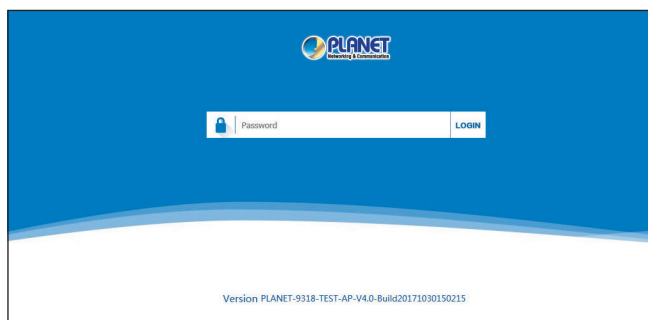 PLANET
Networking & Communication
Password
LOGIN
Version PLANET-9318-TEST-AP-V4.0-Build20171030150215